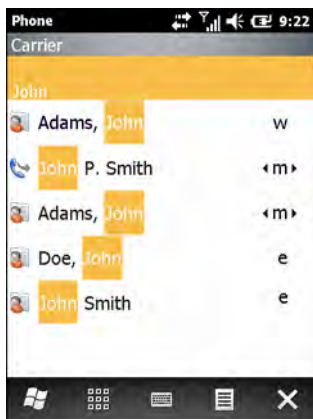 Phone 9:22
Carrier
John
Adams, John w
John P. Smith m
Adams, John m
Doe, John e
John Smith e